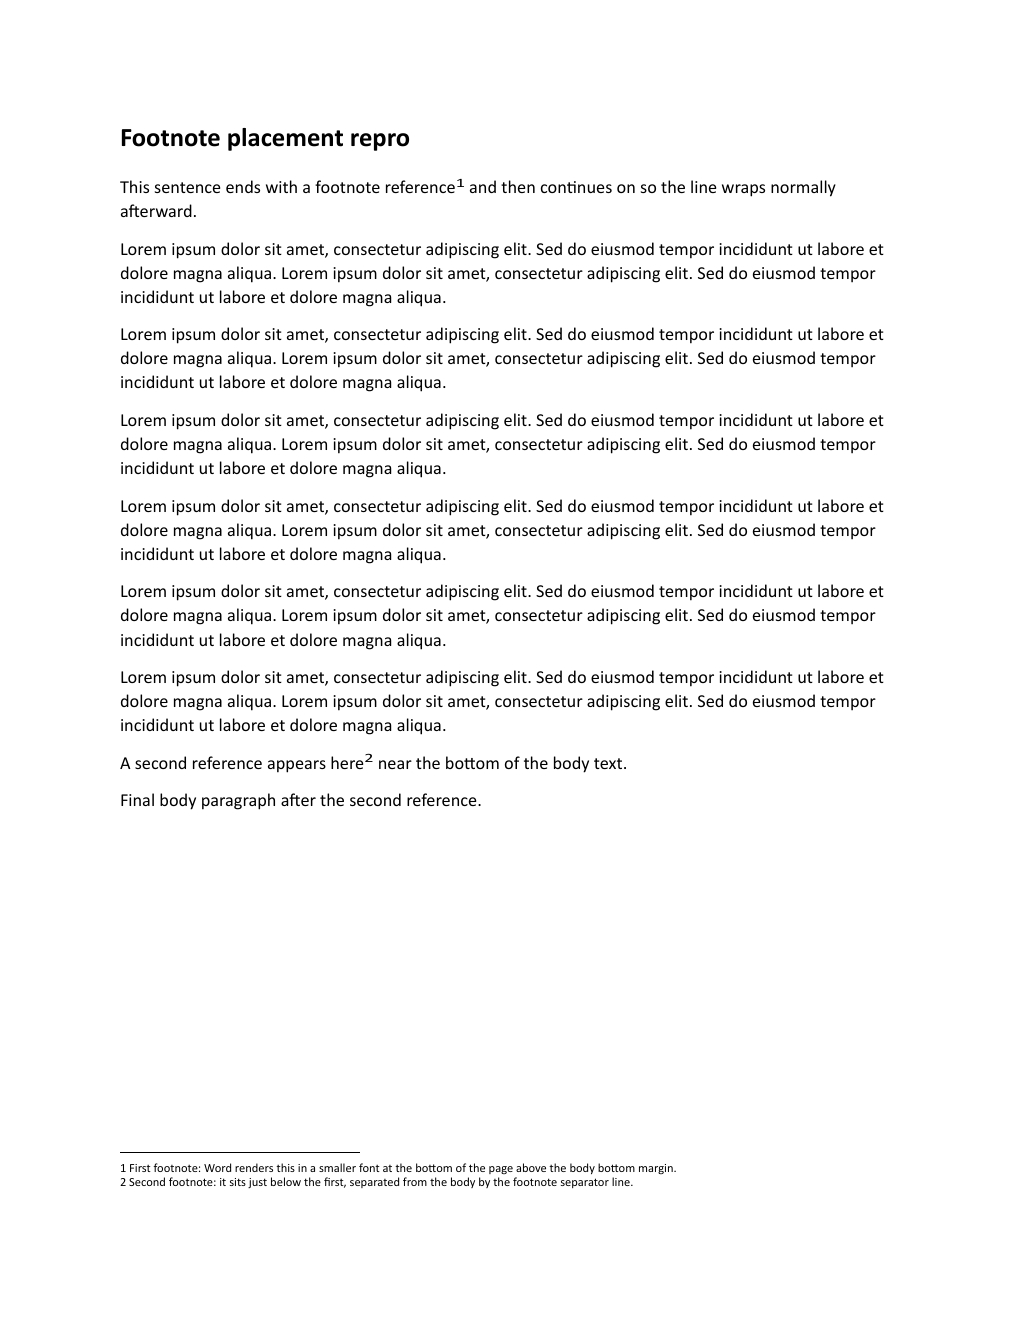 Footnote placement repro
This sentence ends with a footnote reference¹ and then continues on so the line wraps normally
afterward.
Lorem ipsum dolor sit amet, consectetur adipiscing elit. Sed do eiusmod tempor incididunt ut labore et
dolore magna aliqua. Lorem ipsum dolor sit amet, consectetur adipiscing elit. Sed do eiusmod tempor
incididunt ut labore et dolore magna aliqua.
Lorem ipsum dolor sit amet, consectetur adipiscing elit. Sed do eiusmod tempor incididunt ut labore et
dolore magna aliqua. Lorem ipsum dolor sit amet, consectetur adipiscing elit. Sed do eiusmod tempor
incididunt ut labore et dolore magna aliqua.
Lorem ipsum dolor sit amet, consectetur adipiscing elit. Sed do eiusmod tempor incididunt ut labore et
dolore magna aliqua. Lorem ipsum dolor sit amet, consectetur adipiscing elit. Sed do eiusmod tempor
incididunt ut labore et dolore magna aliqua.
Lorem ipsum dolor sit amet, consectetur adipiscing elit. Sed do eiusmod tempor incididunt ut labore et
dolore magna aliqua. Lorem ipsum dolor sit amet, consectetur adipiscing elit. Sed do eiusmod tempor
incididunt ut labore et dolore magna aliqua.
Lorem ipsum dolor sit amet, consectetur adipiscing elit. Sed do eiusmod tempor incididunt ut labore et
dolore magna aliqua. Lorem ipsum dolor sit amet, consectetur adipiscing elit. Sed do eiusmod tempor
incididunt ut labore et dolore magna aliqua.
Lorem ipsum dolor sit amet, consectetur adipiscing elit. Sed do eiusmod tempor incididunt ut labore et
dolore magna aliqua. Lorem ipsum dolor sit amet, consectetur adipiscing elit. Sed do eiusmod tempor
incididunt ut labore et dolore magna aliqua.
A second reference appears here² near the bottom of the body text.
Final body paragraph after the second reference.
1 First footnote: Word renders this in a smaller font at the bottom of the page above the body bottom margin.
2 Second footnote: it sits just below the first, separated from the body by the footnote separator line.